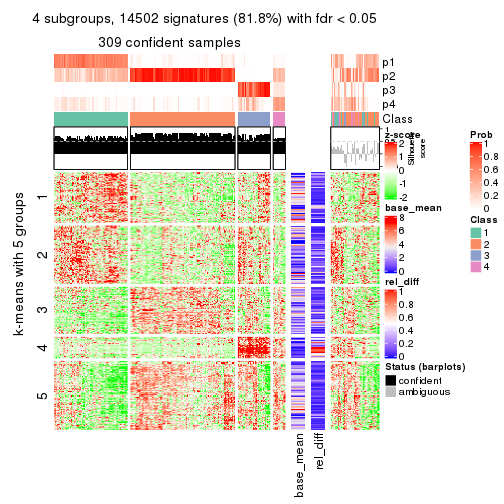 4 subgroups, 14502 signatures (81.8%) with fdr < 0.05
309 confident samples
p1
p2
p3
p4
Class
1
Silhouette
score
k-means with 5 groups
1
2
3
4
5
base_mean
rel_diff
z-score
2
1
0
-1
-2
base_mean
8
6
4
2
0
rel_diff
1
0.8
0.6
0.4
0.2
0
Status (barplots)
confident
ambiguous
Prob
1
0.8
0.6
0.4
0.2
0
Class
1
2
3
4